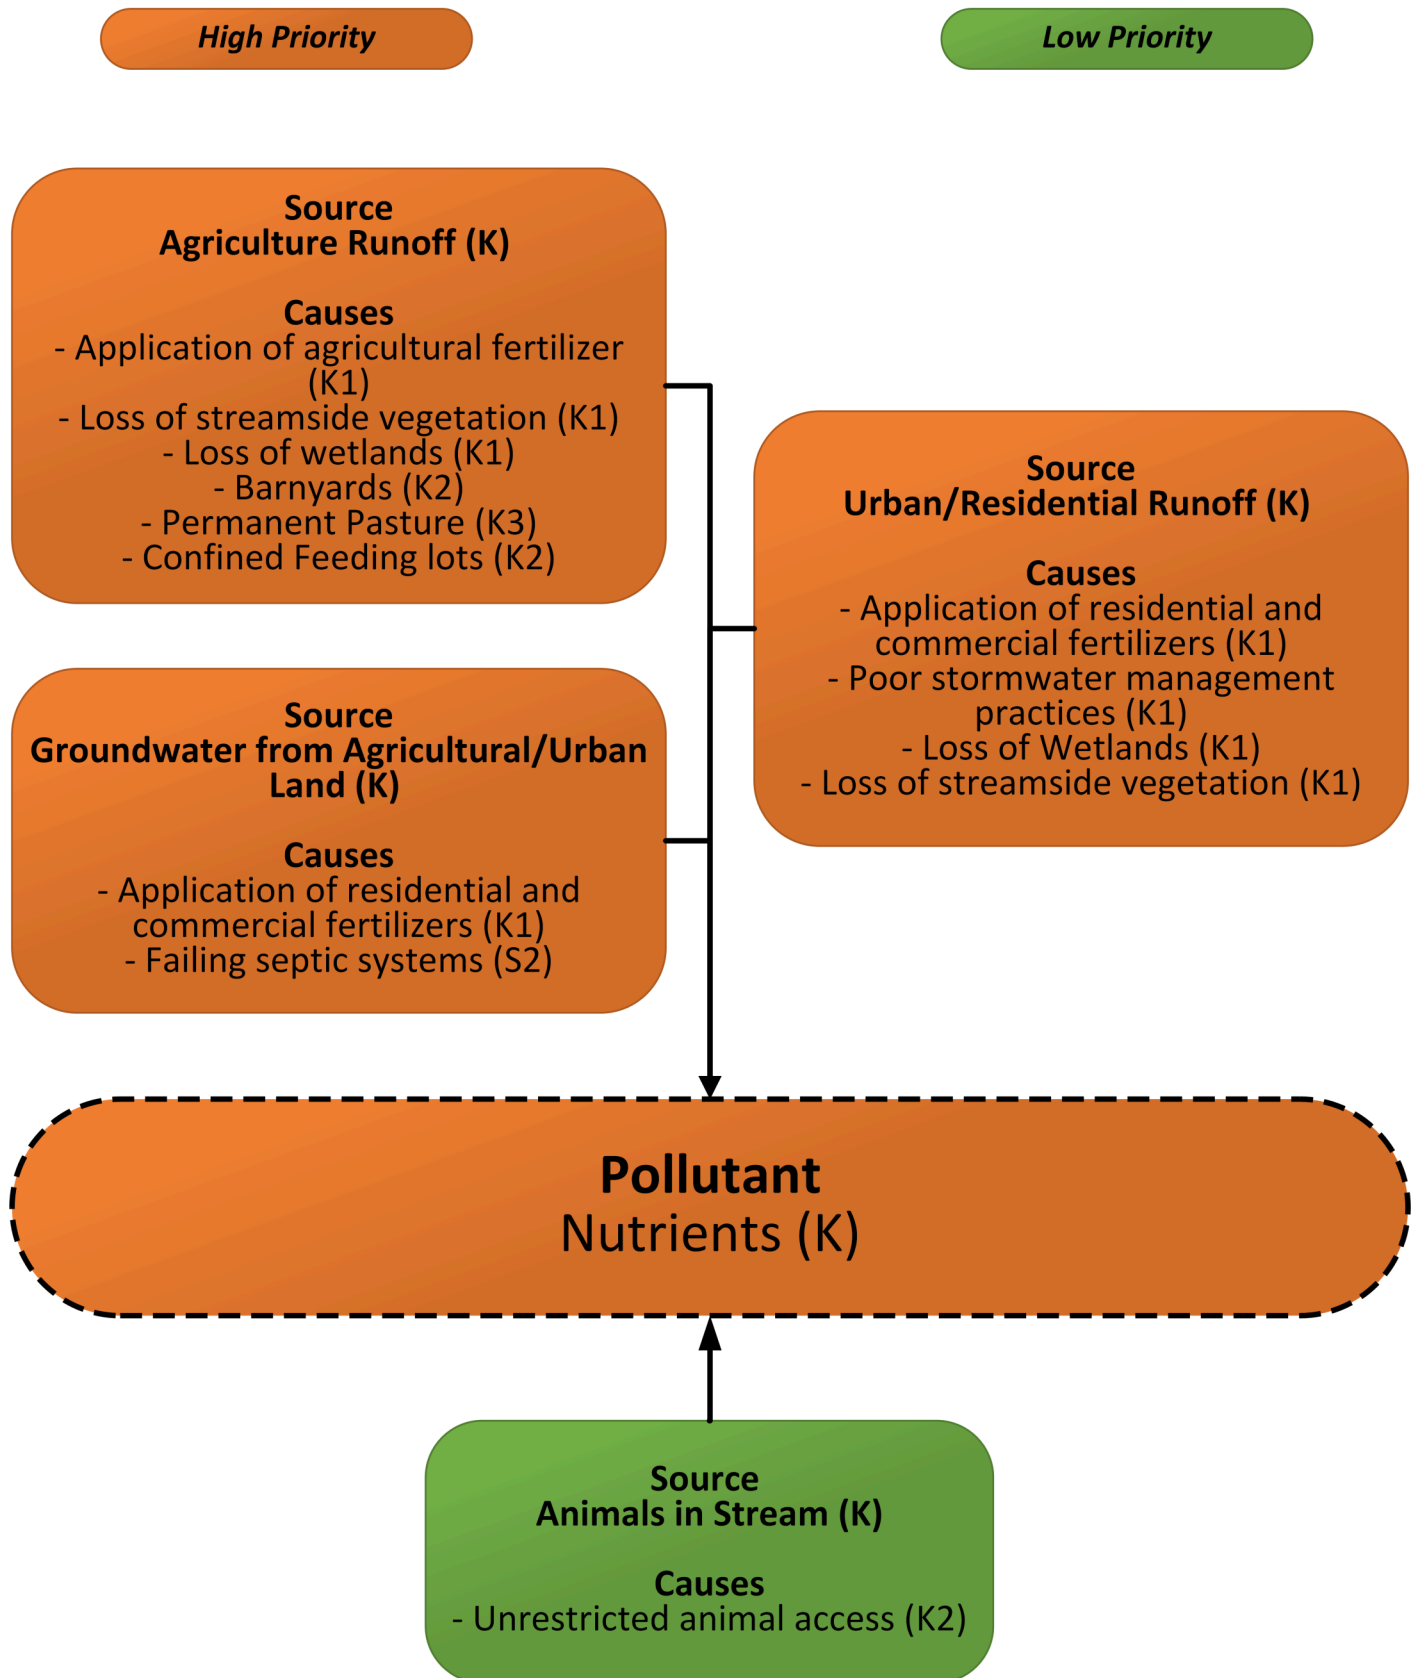 High Priority
Low Priority
Source
Agriculture Runoff (K)
Causes
- Application of agricultural fertilizer
(K1)
- Loss of streamside vegetation (K1)
- Loss of wetlands (K1)
- Barnyards (K2)
- Permanent Pasture (K3)
- Confined Feeding lots (K2)
Source
Urban/Residential Runoff (K)
Causes
- Application of residential and
commercial fertilizers (K1)
- Poor stormwater management
practices (K1)
- Loss of Wetlands (K1)
- Loss of streamside vegetation (K1)
Source
Groundwater from Agricultural/Urban
Land (K)
Causes
- Application of residential and
commercial fertilizers (K1)
- Failing septic systems (S2)
Pollutant
Nutrients (K)
Source
Animals in Stream (K)
Causes
- Unrestricted animal access (K2)